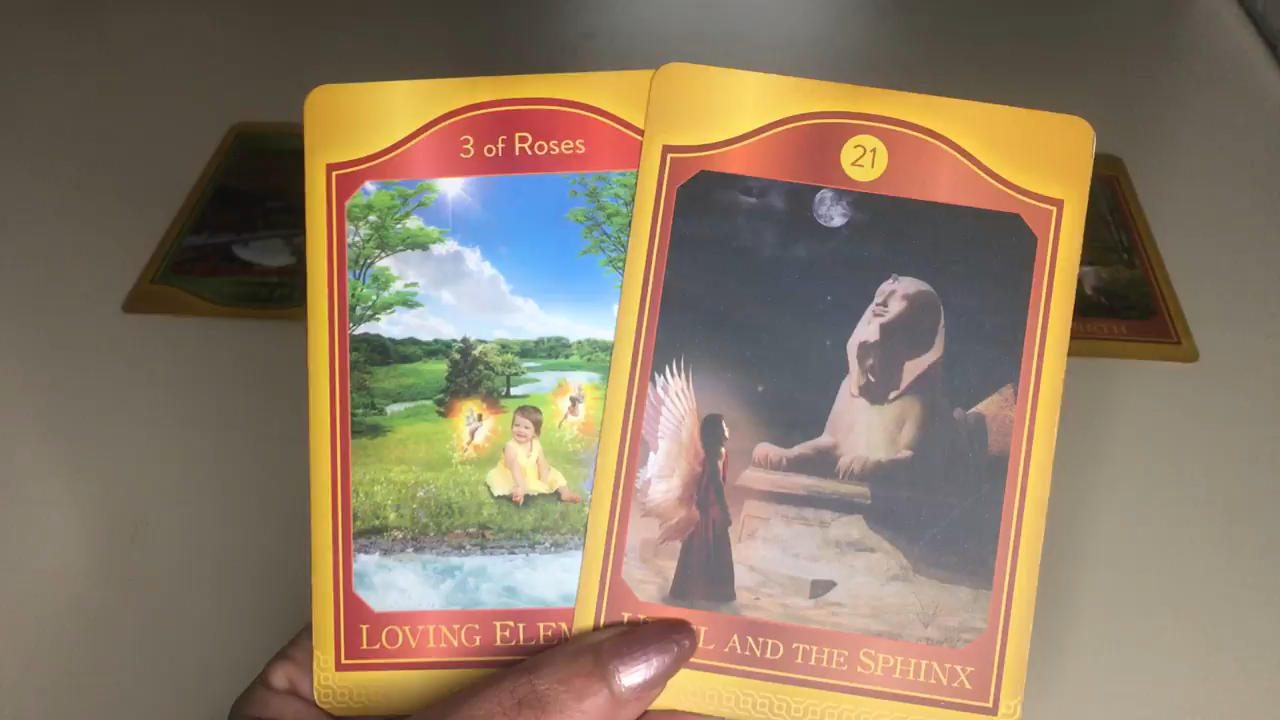 3 of Roses
LOVING ELEM
21
AND THE SPHINX